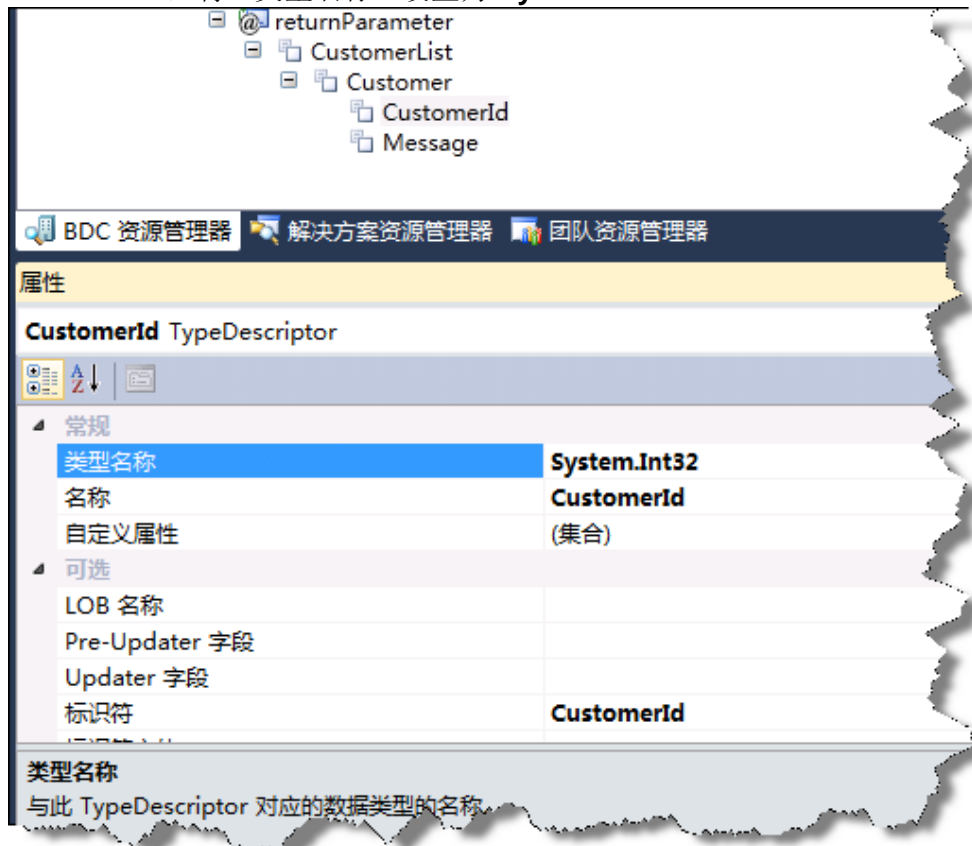 returnParameter
CustomerList
Customer
CustomerId
Message
BDC 资源管理器 解决方案资源管理器 团队资源管理器
属性
CustomerId TypeDescriptor
常规
类型名称 System.Int32
名称 CustomerId
自定义属性 (集合)
可选
LOB 名称
Pre-Updater 字段
Updater 字段
标识符 CustomerId
类型名称
与此 TypeDescriptor 对应的数据类型的名称